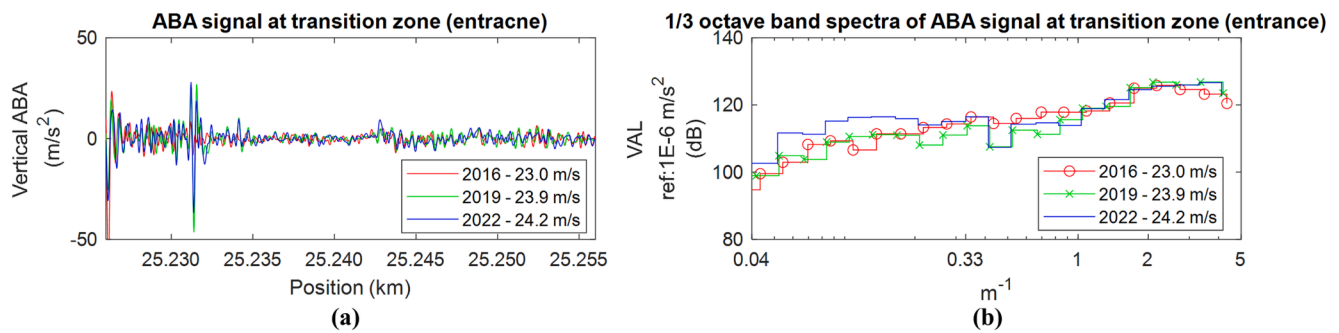 ABA signal at transition zone (entracne)
50
0
-50
Vertical ABA
(m/s²)
2016 - 23.0 m/s
2019 - 23.9 m/s
2022 - 24.2 m/s
25.230 25.235 25.240 25.245 25.250 25.255
Position (km)
(a)
1/3 octave band spectra of ABA signal at transition zone (entrance)
140
120
100
80
VAL
ref:1E-6 m/s²
(dB)
2016 - 23.0 m/s
2019 - 23.9 m/s
2022 - 24.2 m/s
0.04 0.33 1 2 5
m⁻¹
(b)